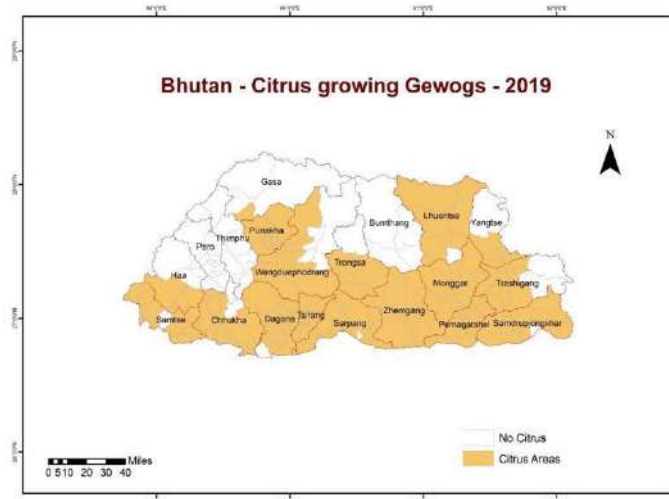 Bhutan - Citrus growing Gewogs - 2019
N
Gasa
Lhuentse
Bumthang
Yangtse
Punakha
Thimphu
Paro
Trongsa
Wangduephodrang
Haa
Monggar
Trashigang
Zhemgang
Samtse
Chhukha
Dagana
Tsirang
Sarpang
Pemagatshel
Samdrupjongkhar
No Citrus
Citrus Areas
Miles
0 5 10 20 30 40